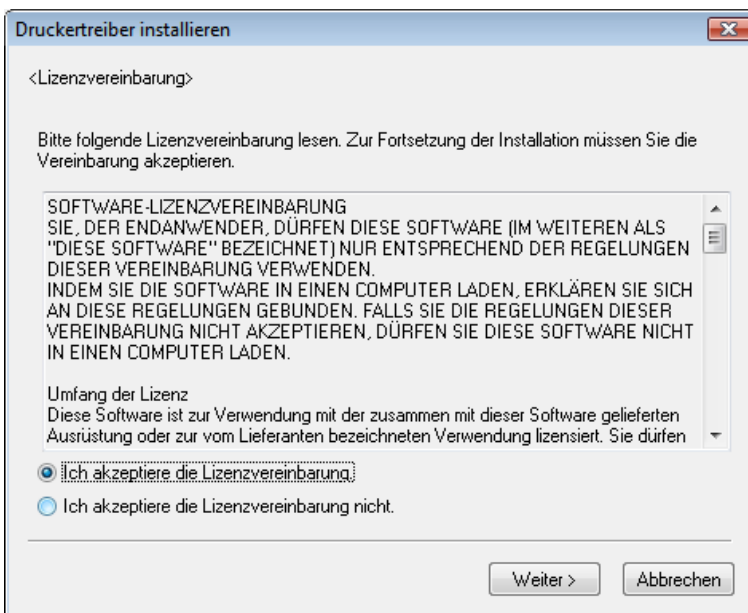 Druckertreiber installieren
<Lizenzvereinbarung>
Bitte folgende Lizenzvereinbarung lesen. Zur Fortsetzung der Installation müssen Sie die
Vereinbarung akzeptieren.
SOFTWARE-LIZENZVEREINBARUNG
SIE, DER ENDANWENDER, DÜRFEN DIESE SOFTWARE (IM WEITEREN ALS
"DIESE SOFTWARE" BEZEICHNET) NUR ENTSPRECHEND DER REGELUNGEN
DIESER VEREINBARUNG VERWENDEN.
INDEM SIE DIE SOFTWARE IN EINEN COMPUTER LADEN, ERKLÄREN SIE SICH
AN DIESE REGELUNGEN GEBUNDEN. FALLS SIE DIE REGELUNGEN DIESER
VEREINBARUNG NICHT AKZEPTIEREN, DÜRFEN SIE DIESE SOFTWARE NICHT
IN EINEN COMPUTER LADEN.
Umfang der Lizenz
Diese Software ist zur Verwendung mit der zusammen mit dieser Software gelieferten
Ausrüstung oder zur vom Lieferanten bezeichneten Verwendung lizensiert. Sie dürfen
Ich akzeptiere die Lizenzvereinbarung.
Ich akzeptiere die Lizenzvereinbarung nicht.
Weiter >
Abbrechen